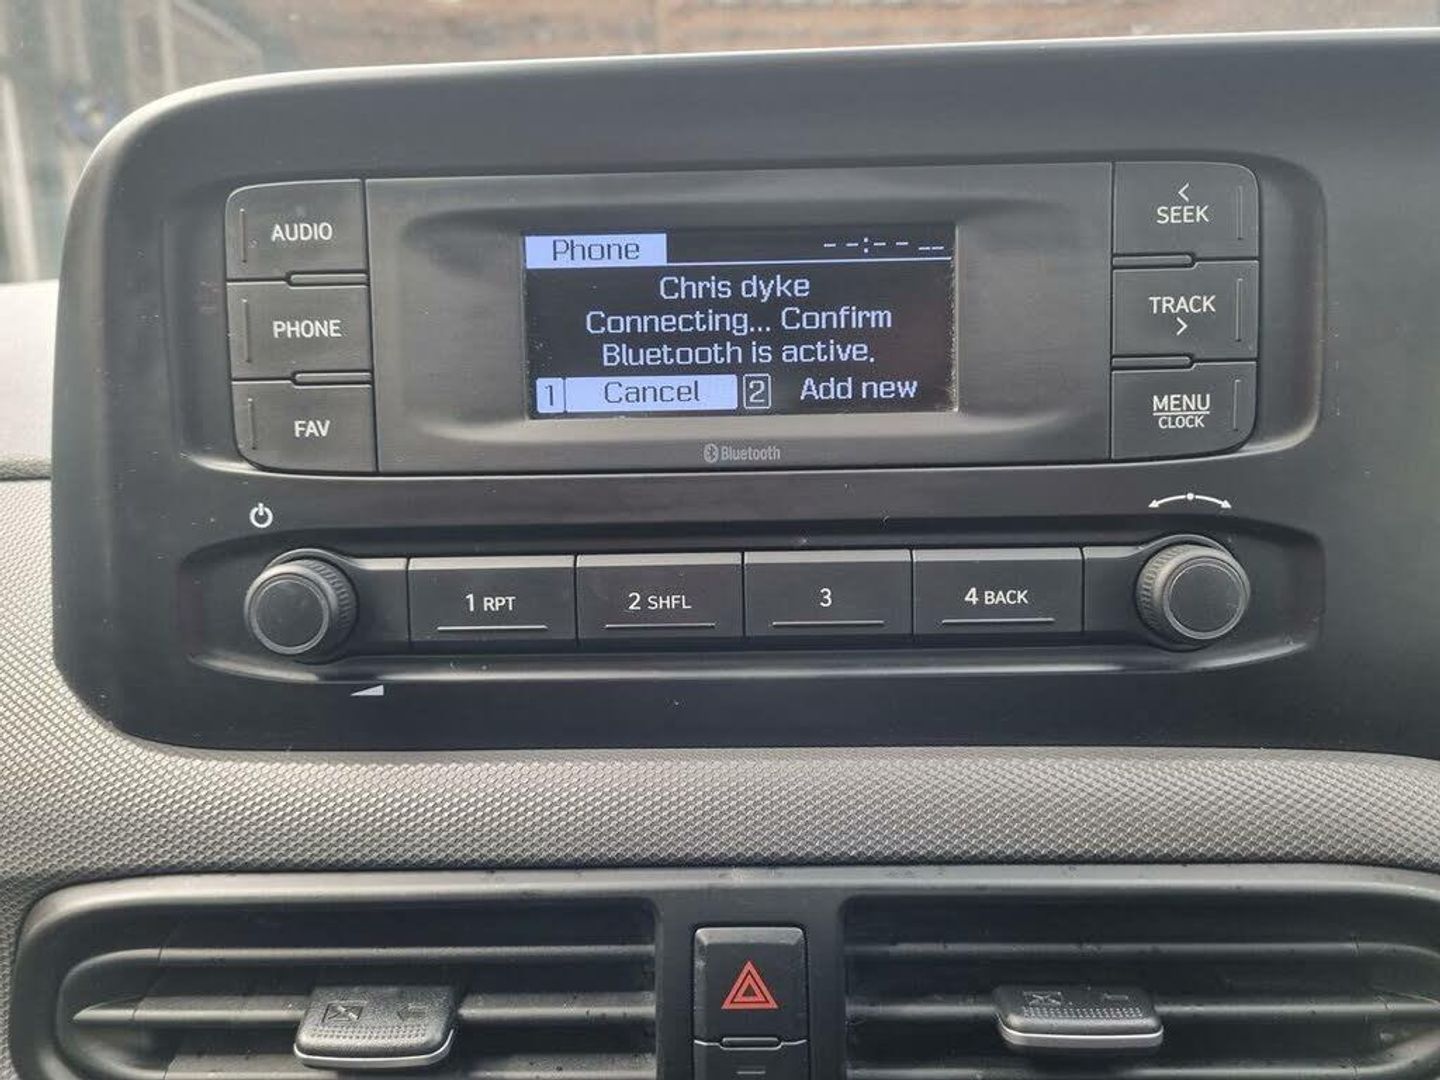 AUDIO
PHONE
FAV
Phone --:-- --
Chris dyke
Connecting... Confirm
Bluetooth is active.
1 Cancel 2 Add new
Bluetooth
< SEEK
TRACK >
MENU
CLOCK
1 RPT
2 SHFL
3
4 BACK